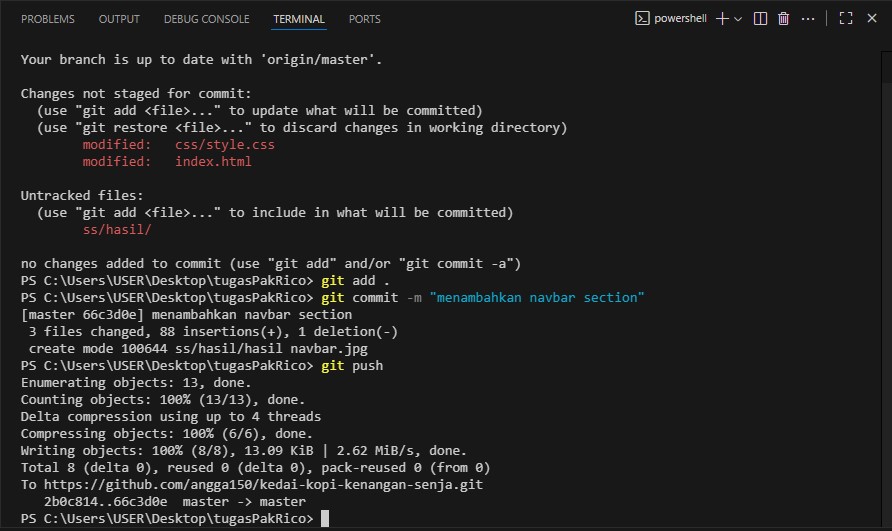 PROBLEMS OUTPUT DEBUG CONSOLE TERMINAL PORTS powershell
Your branch is up to date with 'origin/master'.
Changes not staged for commit:
(use "git add <file>..." to update what will be committed)
(use "git restore <file>..." to discard changes in working directory)
modified: css/style.css
modified: index.html
Untracked files:
(use "git add <file>..." to include in what will be committed)
ss/hasil/
no changes added to commit (use "git add" and/or "git commit -a")
PS C:\Users\USER\Desktop\tugasPakRico> git add .
PS C:\Users\USER\Desktop\tugasPakRico> git commit -m "menambahkan navbar section"
[master 66c3d0e] menambahkan navbar section
3 files changed, 88 insertions(+), 1 deletion(-)
create mode 100644 ss/hasil/hasil navbar.jpg
PS C:\Users\USER\Desktop\tugasPakRico> git push
Enumerating objects: 13, done.
Counting objects: 100% (13/13), done.
Delta compression using up to 4 threads
Compressing objects: 100% (6/6), done.
Writing objects: 100% (8/8), 13.09 KiB | 2.62 MiB/s, done.
Total 8 (delta 0), reused 0 (delta 0), pack-reused 0 (from 0)
To https://github.com/angga150/kedai-kopi-kenangan-senja.git
2b0c814..66c3d0e master -> master
PS C:\Users\USER\Desktop\tugasPakRico>